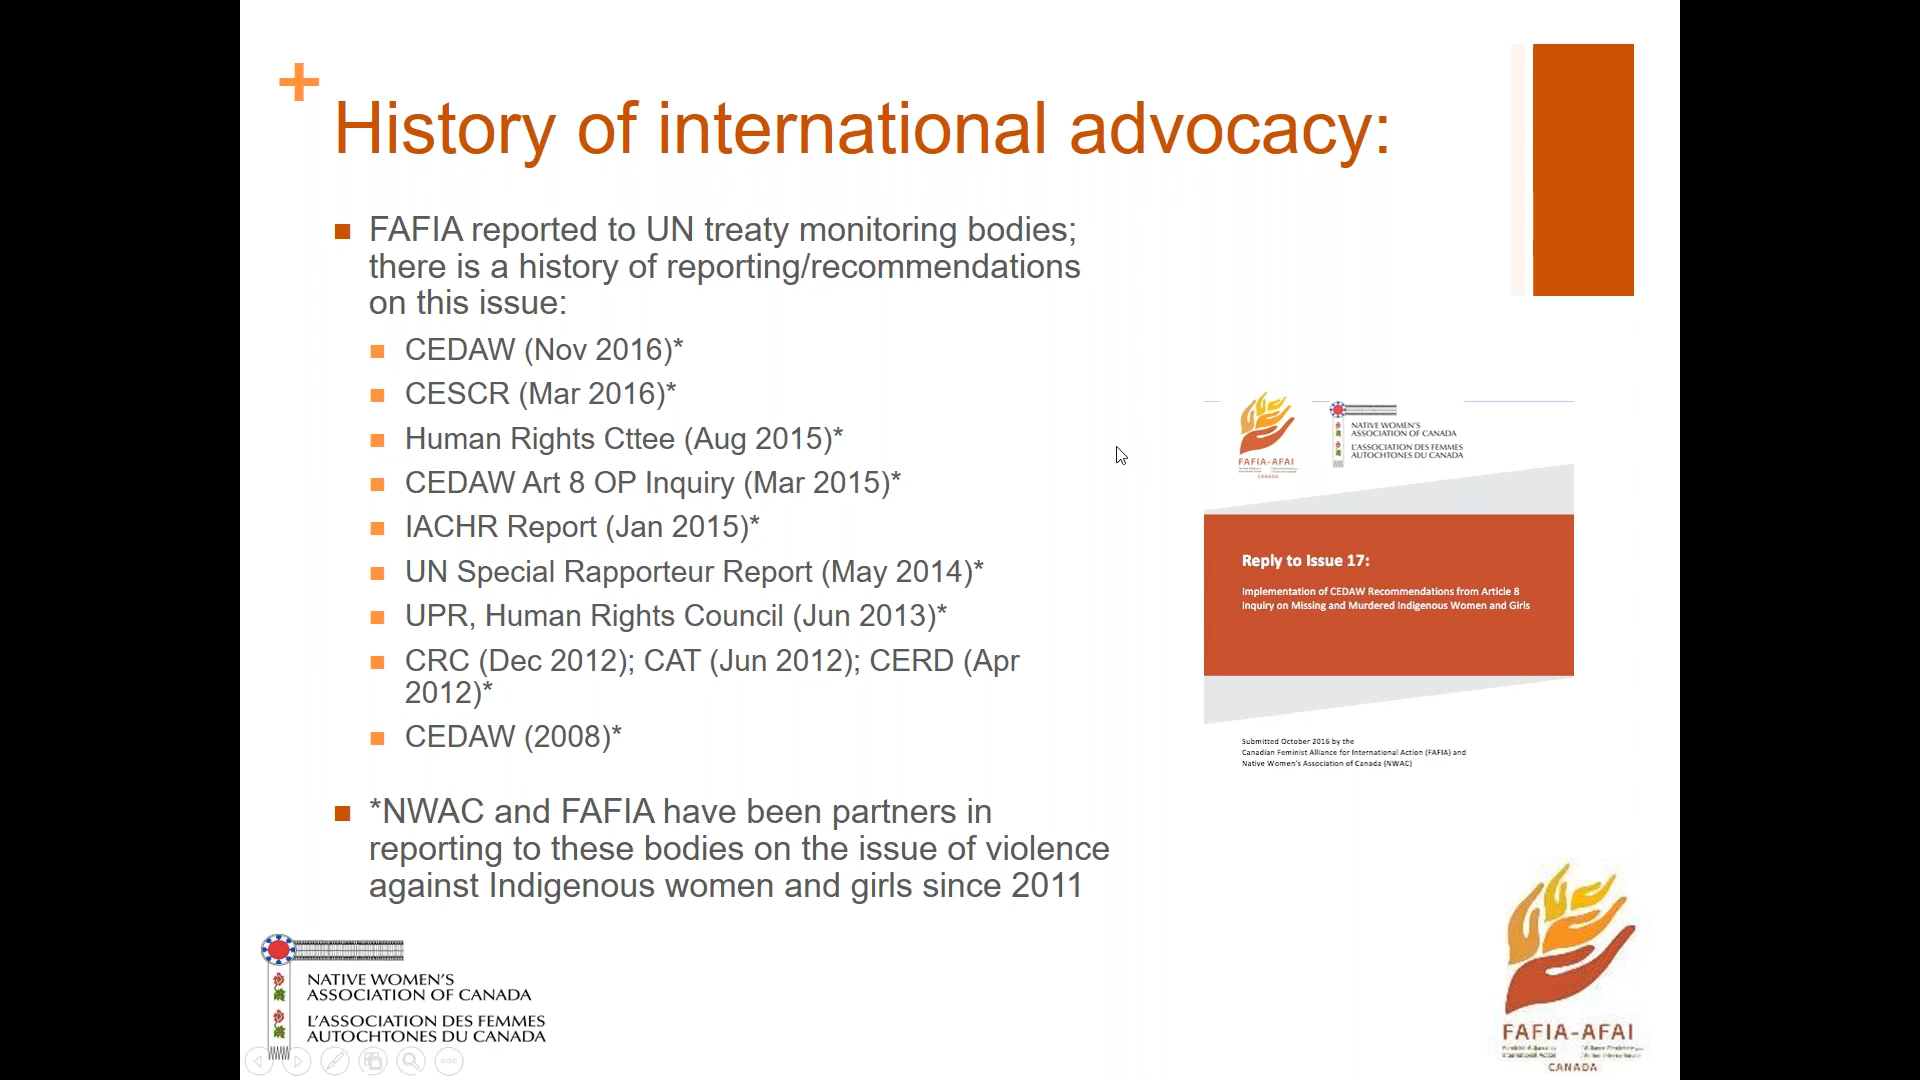 +
History of international advocacy:
■ FAFIA reported to UN treaty monitoring bodies;
there is a history of reporting/recommendations
on this issue:
■ CEDAW (Nov 2016)*
■ CESCR (Mar 2016)*
■ Human Rights Cttee (Aug 2015)*
■ CEDAW Art 8 OP Inquiry (Mar 2015)*
■ IACHR Report (Jan 2015)*
■ UN Special Rapporteur Report (May 2014)*
■ UPR, Human Rights Council (Jun 2013)*
■ CRC (Dec 2012); CAT (Jun 2012); CERD (Apr
2012)*
■ CEDAW (2008)*
■ *NWAC and FAFIA have been partners in
reporting to these bodies on the issue of violence
against Indigenous women and girls since 2011
FAFIA-AFAI
CANADA
NATIVE WOMEN'S
ASSOCIATION OF CANADA
L'ASSOCIATION DES FEMMES
AUTOCHTONES DU CANADA
Reply to Issue 17:
Implementation of CEDAW Recommendations from Article 8
Inquiry on Missing and Murdered Indigenous Women and Girls
Submitted October 2016 by the
Canadian Feminist Alliance for International Action (FAFIA) and
Native Women's Association of Canada (NWAC)
NATIVE WOMEN'S
ASSOCIATION OF CANADA
L'ASSOCIATION DES FEMMES
AUTOCHTONES DU CANADA
FAFIA-AFAI
International Action
CANADA